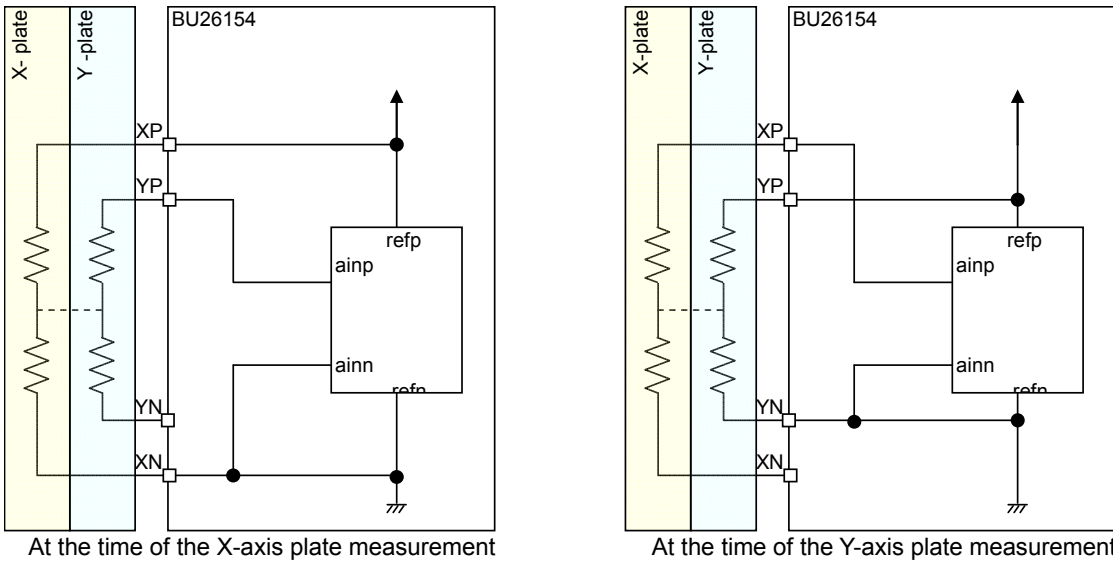 X- plate
Y -plate
BU26154
XP
YP
refp
ainp
ainn
refn
YN
XN
At the time of the X-axis plate measurement
X-plate
Y-plate
BU26154
XP
YP
refp
ainp
ainn
refn
YN
XN
At the time of the Y-axis plate measurement